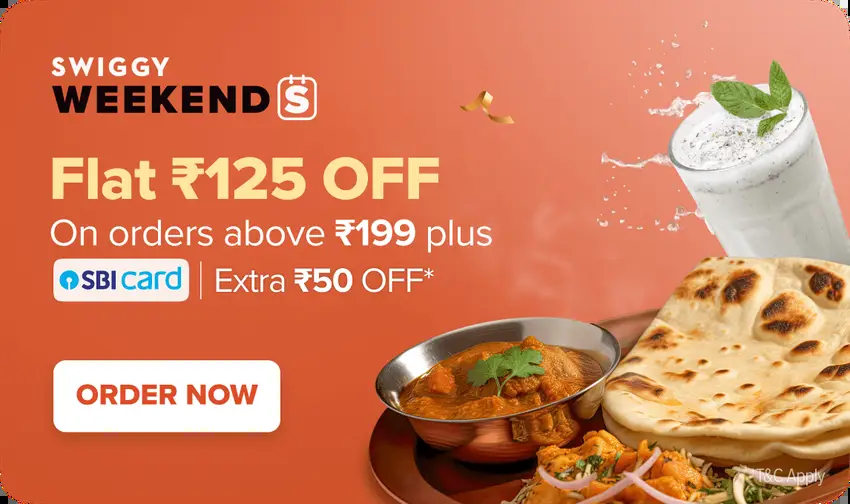 SWIGGY
WEEKEND S
Flat ₹125 OFF
On orders above ₹199 plus
SBI card | Extra ₹50 OFF*
ORDER NOW
T&C Apply